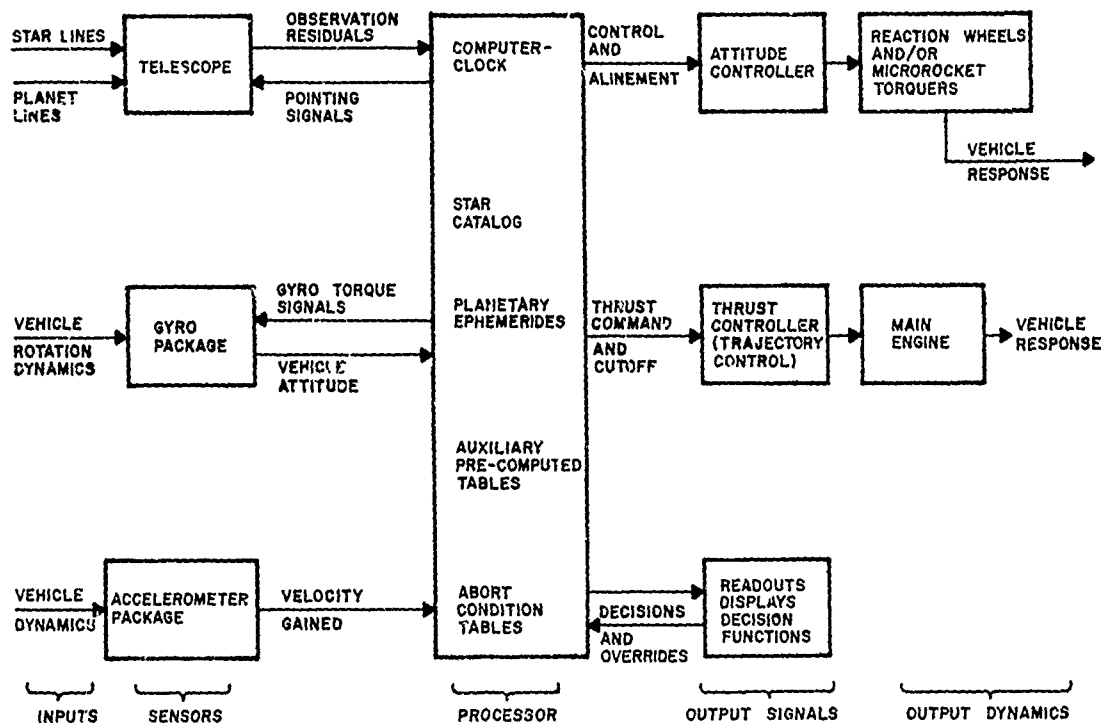 STAR LINES
PLANET
LINES
TELESCOPE
OBSERVATION
RESIDUALS
POINTING
SIGNALS
COMPUTER-
CLOCK
CONTROL
AND
ALINEMENT
ATTITUDE
CONTROLLER
REACTION WHEELS
AND/OR
MICROROCKET
TORQUERS
VEHICLE
RESPONSE
STAR
CATALOG
VEHICLE
ROTATION DYNAMICS
GYRO
PACKAGE
GYRO TORQUE
SIGNALS
VEHICLE
ATTITUDE
PLANETARY
EPHEMERIDES
THRUST
COMMAND
AND
CUTOFF
THRUST
CONTROLLER
(TRAJECTORY
CONTROL)
MAIN
ENGINE
VEHICLE
RESPONSE
AUXILIARY
PRE-COMPUTED
TABLES
VEHICLE
DYNAMICS
ACCELEROMETER
PACKAGE
VELOCITY
GAINED
ABORT
CONDITION
TABLES
DECISIONS
AND
OVERRIDES
READOUTS
DISPLAYS
DECISION
FUNCTIONS
INPUTS
SENSORS
PROCESSOR
OUTPUT SIGNALS
OUTPUT DYNAMICS